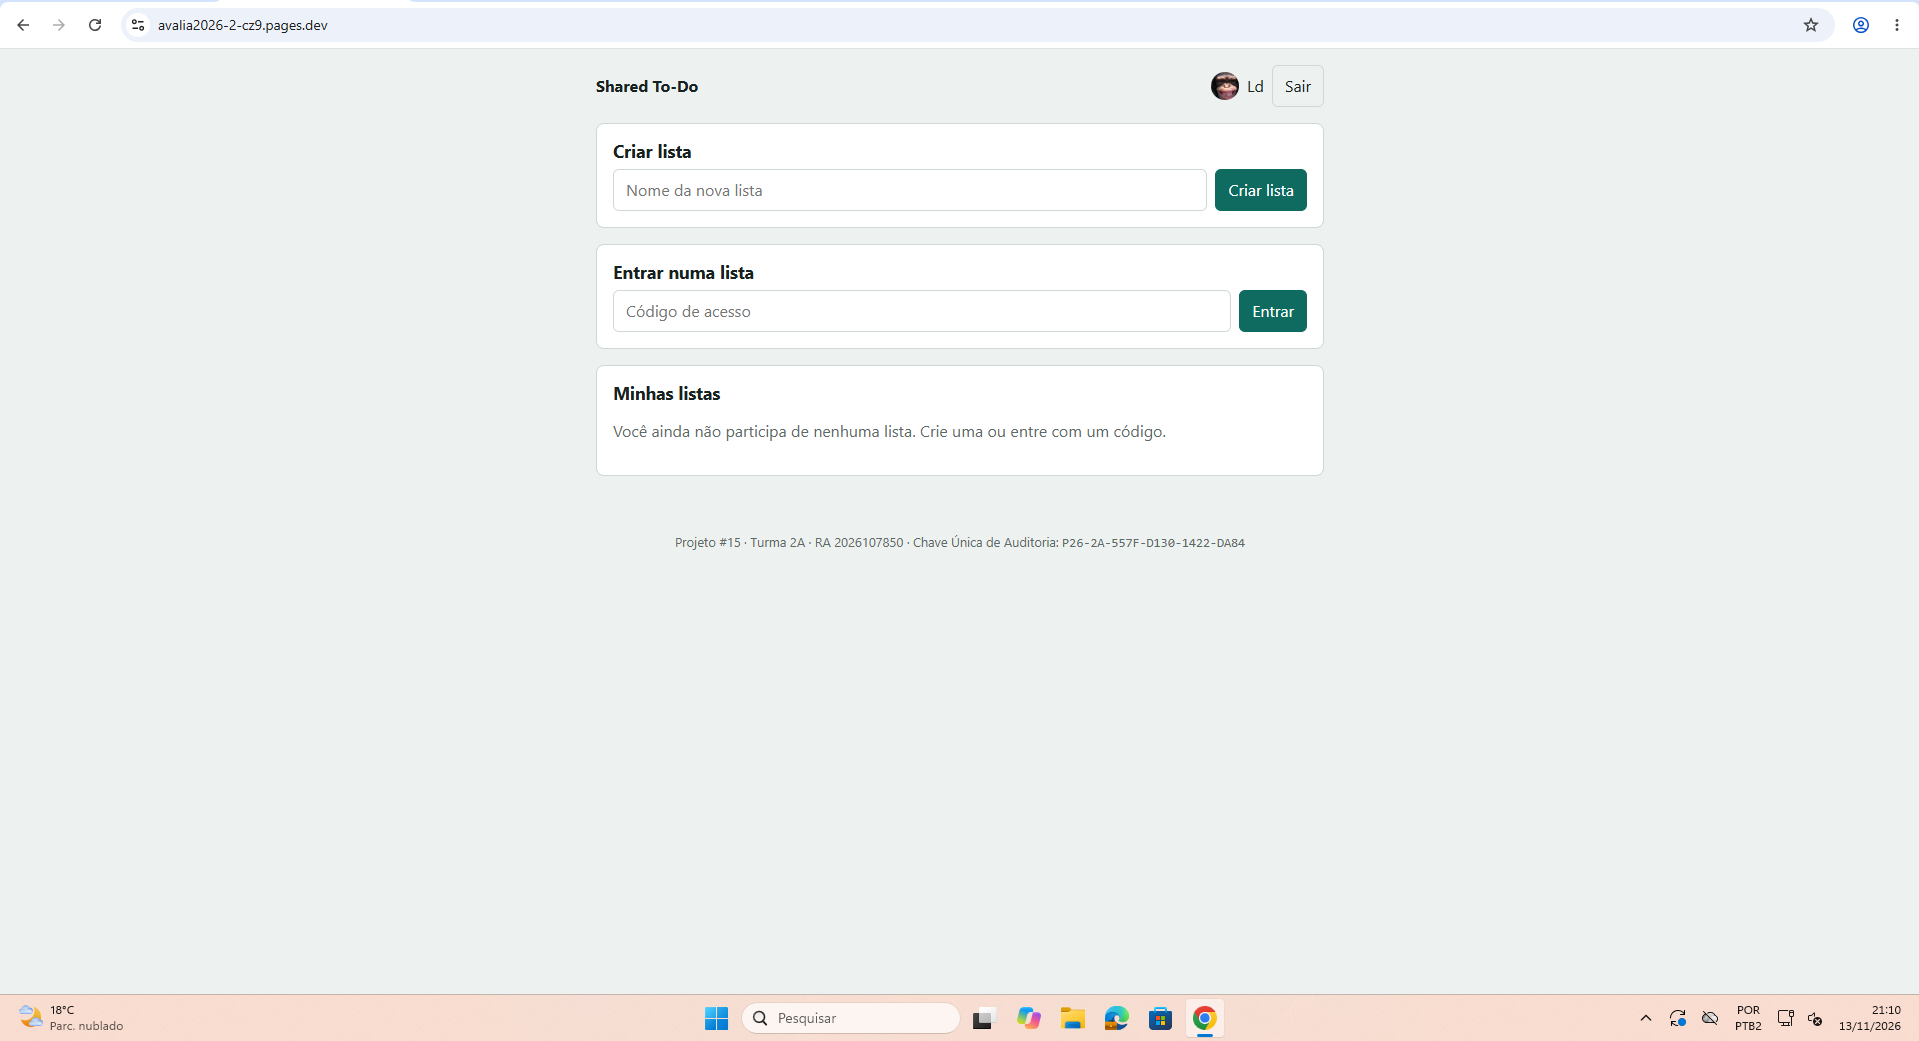 avalia2026-2-cz9.pages.dev
Shared To-Do
Ld
Sair
Criar lista
Nome da nova lista
Criar lista
Entrar numa lista
Código de acesso
Entrar
Minhas listas
Você ainda não participa de nenhuma lista. Crie uma ou entre com um código.
Projeto #15 · Turma 2A · RA 2026107850 · Chave Única de Auditoria: P26-2A-557F-D130-1422-DA84
18°C
Parc. nublado
Pesquisar
POR
PTB2
21:10
13/11/2026